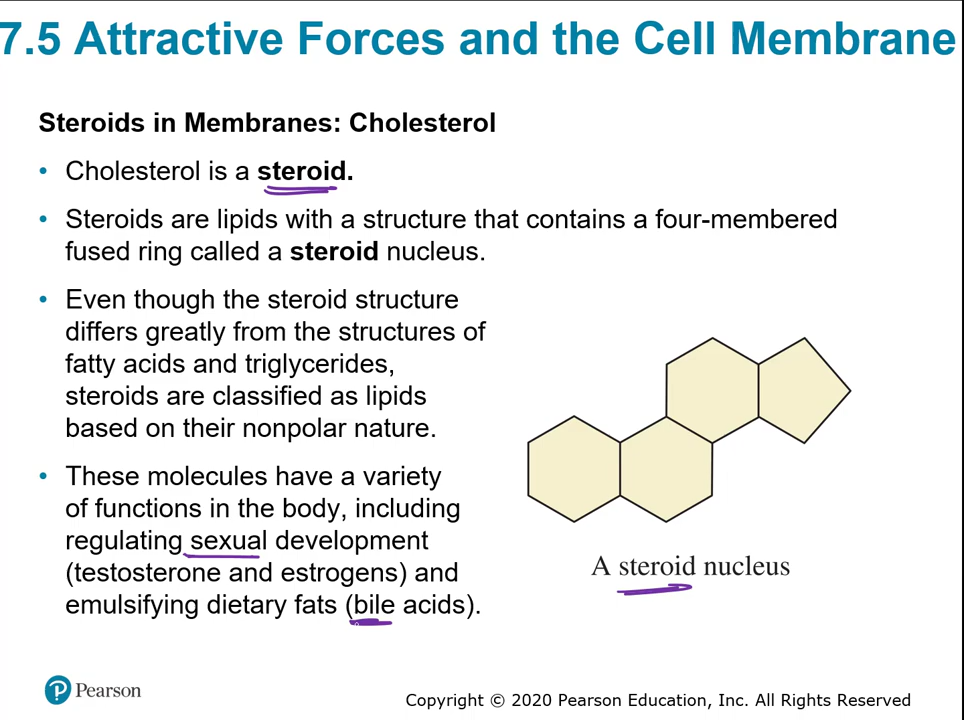 7.5 Attractive Forces and the Cell Membrane
Steroids in Membranes: Cholesterol
• Cholesterol is a steroid.
• Steroids are lipids with a structure that contains a four-membered
fused ring called a steroid nucleus.
• Even though the steroid structure
differs greatly from the structures of
fatty acids and triglycerides,
steroids are classified as lipids
based on their nonpolar nature.
• These molecules have a variety
of functions in the body, including
regulating sexual development
(testosterone and estrogens) and
emulsifying dietary fats (bile acids).
A steroid nucleus
P Pearson
Copyright © 2020 Pearson Education, Inc. All Rights Reserved